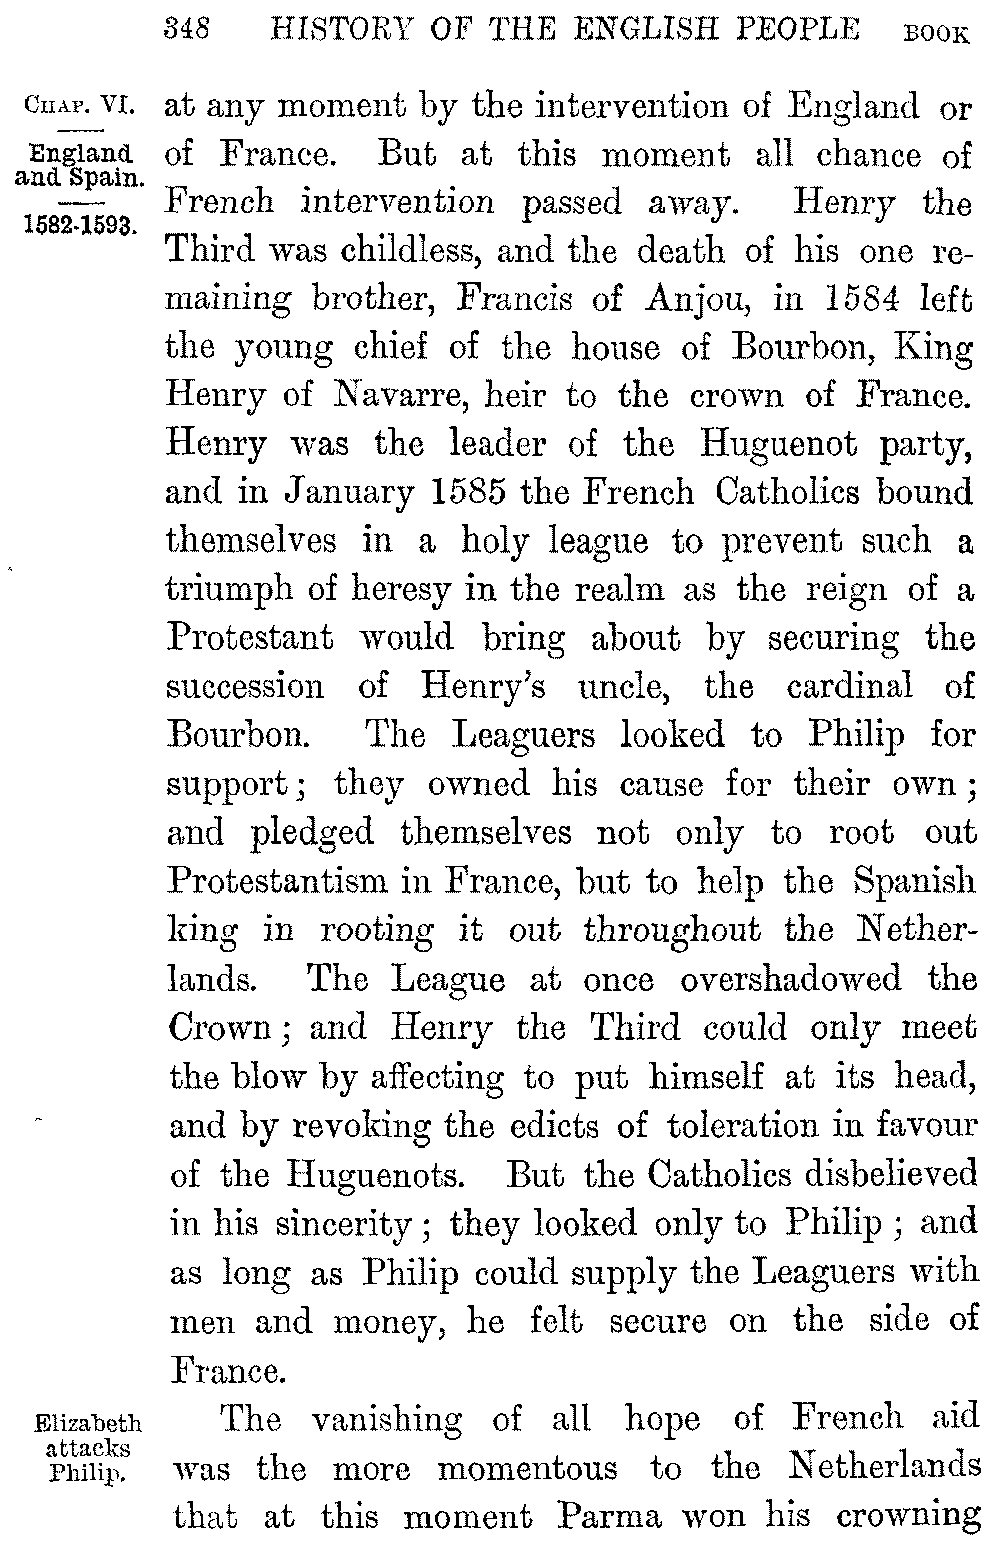 348 HISTORY OF THE ENGLISH PEOPLE BOOK
CHAP. VI.
England
and Spain.
1582-1593.
at any moment by the intervention of England or
of France. But at this moment all chance of
French intervention passed away. Henry the
Third was childless, and the death of his one re-
maining brother, Francis of Anjou, in 1584 left
the young chief of the house of Bourbon, King
Henry of Navarre, heir to the crown of France.
Henry was the leader of the Huguenot party,
and in January 1585 the French Catholics bound
themselves in a holy league to prevent such a
triumph of heresy in the realm as the reign of a
Protestant would bring about by securing the
succession of Henry's uncle, the cardinal of
Bourbon. The Leaguers looked to Philip for
support; they owned his cause for their own;
and pledged themselves not only to root out
Protestantism in France, but to help the Spanish
king in rooting it out throughout the Nether-
lands. The League at once overshadowed the
Crown; and Henry the Third could only meet
the blow by affecting to put himself at its head,
and by revoking the edicts of toleration in favour
of the Huguenots. But the Catholics disbelieved
in his sincerity; they looked only to Philip; and
as long as Philip could supply the Leaguers with
men and money, he felt secure on the side of
France.
Elizabeth
attacks
Philip.
The vanishing of all hope of French aid
was the more momentous to the Netherlands
that at this moment Parma won his crowning